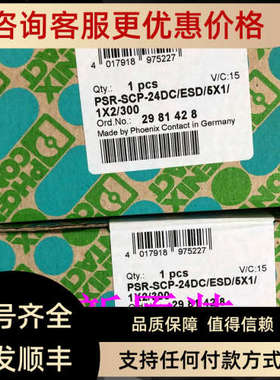 咨询客服更改优惠价格
4 017918 975227
V/C:15
Qty.: 1 pcs
PSR-SCP-24DC/ESD/5X1/
1X2/300
Ord.No.: 29 81 42 8
Made by Phoenix Contact in Germany
PHOENIX
CONTACT
4 017918 975227
V/C:15
Qty.: 1 pcs
PSR-SCP-24DC/ESD/5X1/
号齐全
品质保障 值得信赖
发顺丰
支持任何付款方式